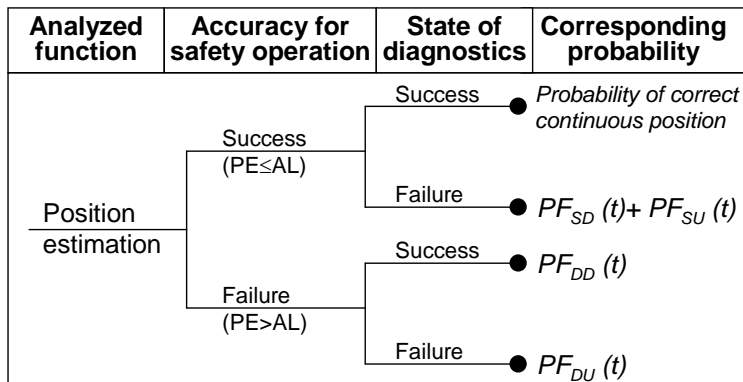 Analyzed function
Accuracy for safety operation
State of diagnostics
Corresponding probability
Success
Probability of correct
continuous position
Success
(PE≤AL)
Failure
PF_SD (t)+ PF_SU (t)
Position
estimation
Success
PF_DD (t)
Failure
(PE>AL)
Failure
PF_DU (t)